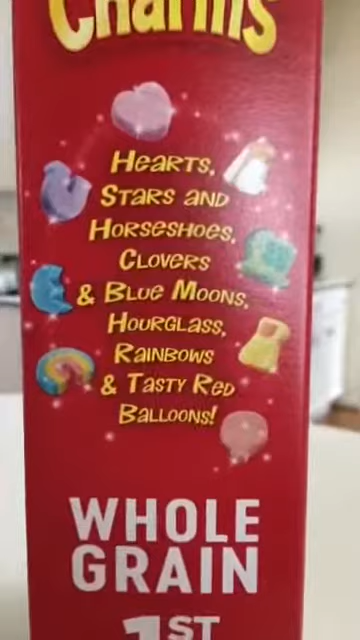 Charms
Hearts,
Stars and
Horseshoes,
Clovers
& Blue Moons,
Hourglass,
Rainbows
& Tasty Red
Balloons!
WHOLE
GRAIN
1ST